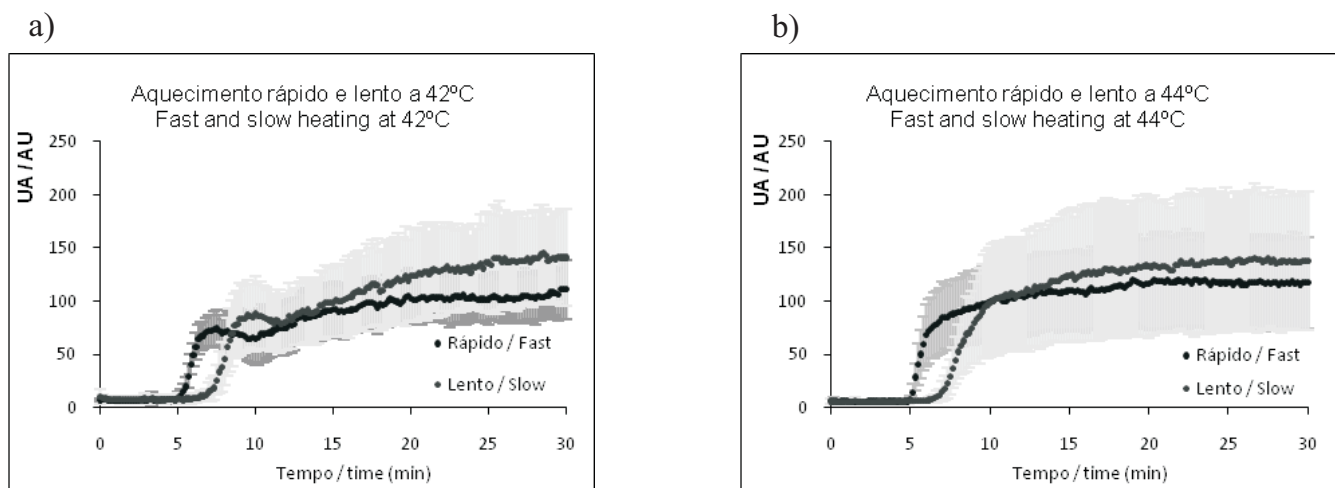 a)
Aquecimento rápido e lento a 42ºC
Fast and slow heating at 42ºC
UA / AU
250
200
150
100
50
0
Rápido / Fast
Lento / Slow
0 5 10 15 20 25 30
Tempo / time (min)
b)
Aquecimento rápido e lento a 44ºC
Fast and slow heating at 44ºC
UA / AU
250
200
150
100
50
0
Rápido / Fast
Lento / Slow
0 5 10 15 20 25 30
Tempo / time (min)